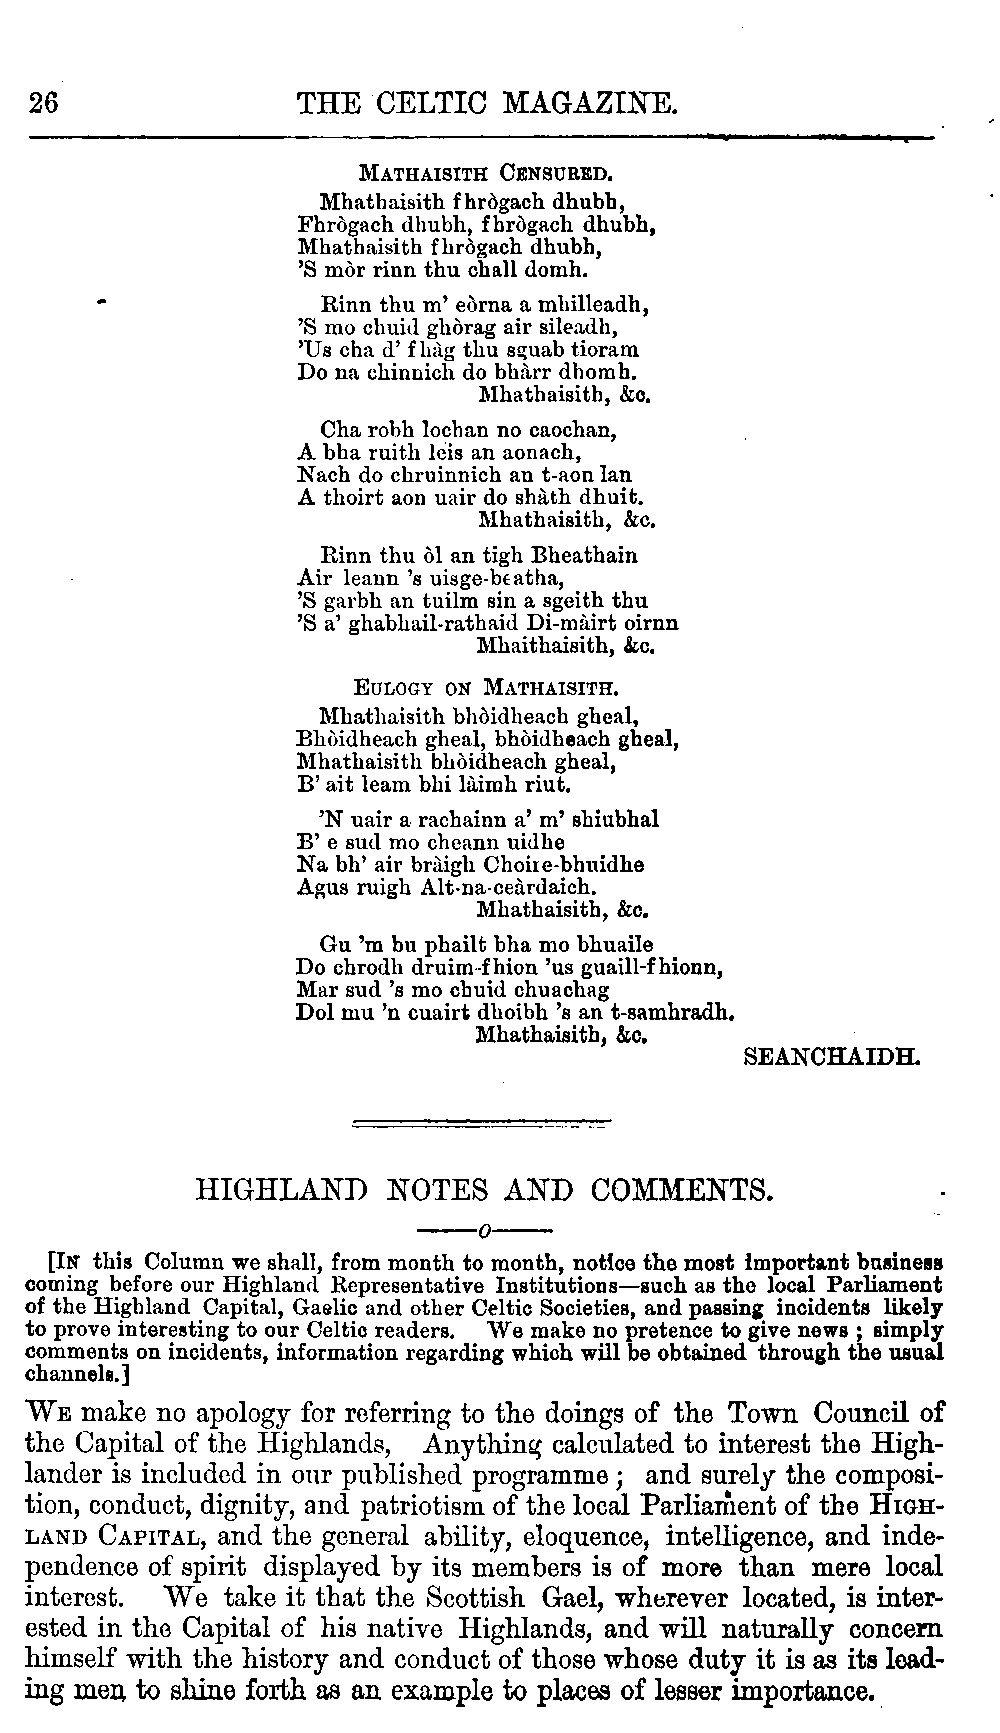 26 THE CELTIC MAGAZINE.
MATHAISITH CENSURED.
Mhathaisith fhrògach dhubh,
Fhrògach dhubh, fhrògach dhubh,
Mhathaisith fhrògach dhubh,
’S mòr rinn thu chall domh.
Rinn thu m’ eòrna a mhilleadh,
’S mo chuid ghòrag air sileadh,
’Us cha d’ fhàg thu sguab tioram
Do na chinnich do bhàrr dhomh.
Mhathaisith, &c.
Cha robh lochan no caochan,
A bha ruith leis an aonach,
Nach do chruinnich an t-aon lan
A thoirt aon uair do shàth dhuit.
Mhathaisith, &c.
Rinn thu òl an tigh Bheathain
Air leann ’s uisge-beatha,
’S garbh an tuilm sin a sgeith thu
’S a’ ghabhail-rathaid Di-màirt oirnn
Mhaithaisith, &c.
EULOGY ON MATHAISITH.
Mhathaisith bhòidheach gheal,
Bhòidheach gheal, bhòidheach gheal,
Mhathaisith bhòidheach gheal,
B’ ait leam bhi làimh riut.
’N uair a rachainn a’ m’ shiubhal
B’ e sud mo cheann uidhe
Na bh’ air bràigh Choire-bhuidhe
Agus ruigh Alt-na-ceàrdaich.
Mhathaisith, &c.
Gu ’m bu phailt bha mo bhuaile
Do chrodh druim-fhion ’us guaill-fhionn,
Mar sud ’s mo chuid chuachag
Dol mu ’n cuairt dhoibh ’s an t-samhradh.
Mhathaisith, &c.
SEANCHAIDH.
HIGHLAND NOTES AND COMMENTS.
——o——
[IN this Column we shall, from month to month, notice the most important business
coming before our Highland Representative Institutions—such as the local Parliament
of the Highland Capital, Gaelic and other Celtic Societies, and passing incidents likely
to prove interesting to our Celtic readers. We make no pretence to give news ; simply
comments on incidents, information regarding which will be obtained through the usual
channels.]
WE make no apology for referring to the doings of the Town Council of
the Capital of the Highlands, Anything calculated to interest the High-
lander is included in our published programme ; and surely the composi-
tion, conduct, dignity, and patriotism of the local Parliament of the HIGH-
LAND CAPITAL, and the general ability, eloquence, intelligence, and inde-
pendence of spirit displayed by its members is of more than mere local
interest. We take it that the Scottish Gael, wherever located, is inter-
ested in the Capital of his native Highlands, and will naturally concern
himself with the history and conduct of those whose duty it is as its lead-
ing men to shine forth as an example to places of lesser importance.